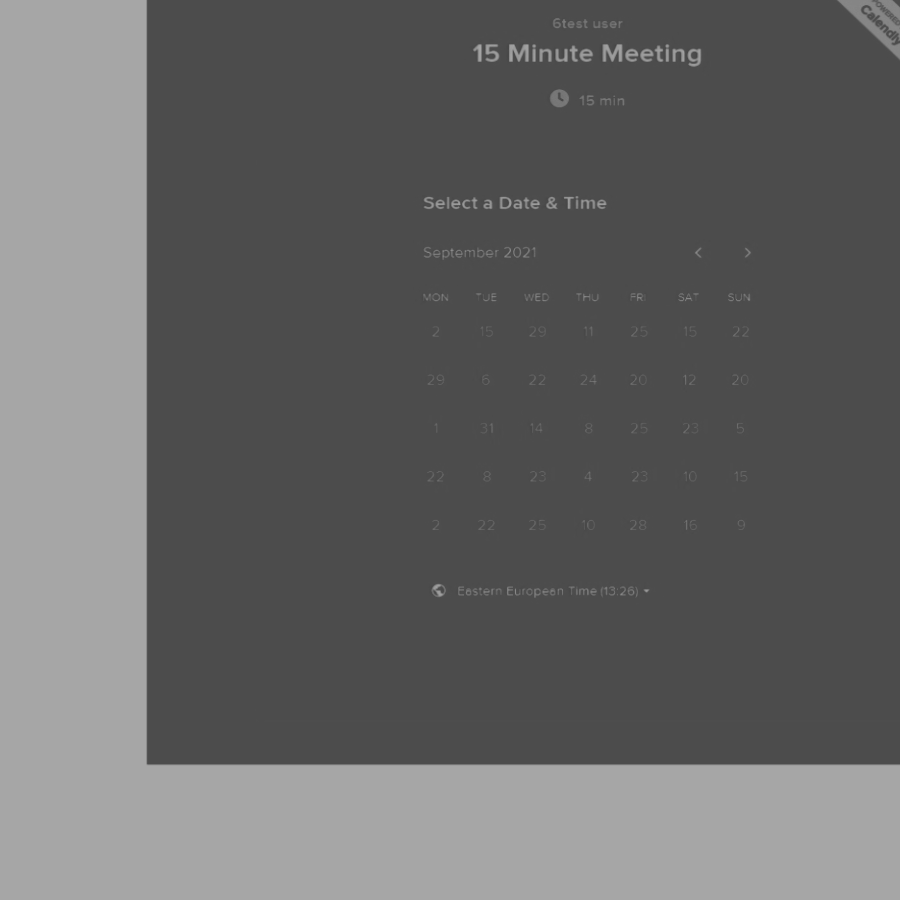 6test user
15 Minute Meeting
15 min
POWERED
Calendly
Select a Date & Time
September 2021
MON TUE WED THU FRI SAT SUN
2 15 29 11 25 15 22
29 6 22 24 20 12 20
1 31 14 8 25 23 5
22 8 23 4 23 10 15
2 22 25 10 28 16 9
Eastern European Time (13:26)